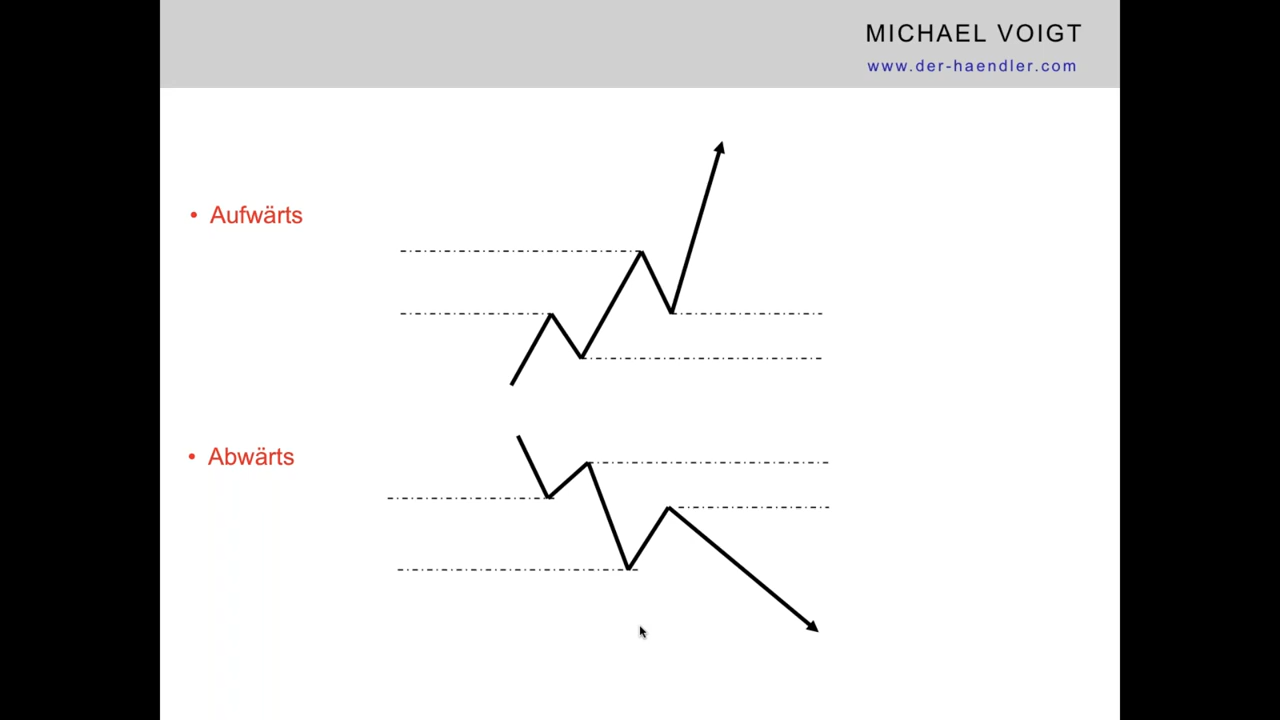 MICHAEL VOIGT
www.der-haendler.com
• Aufwärts
• Abwärts